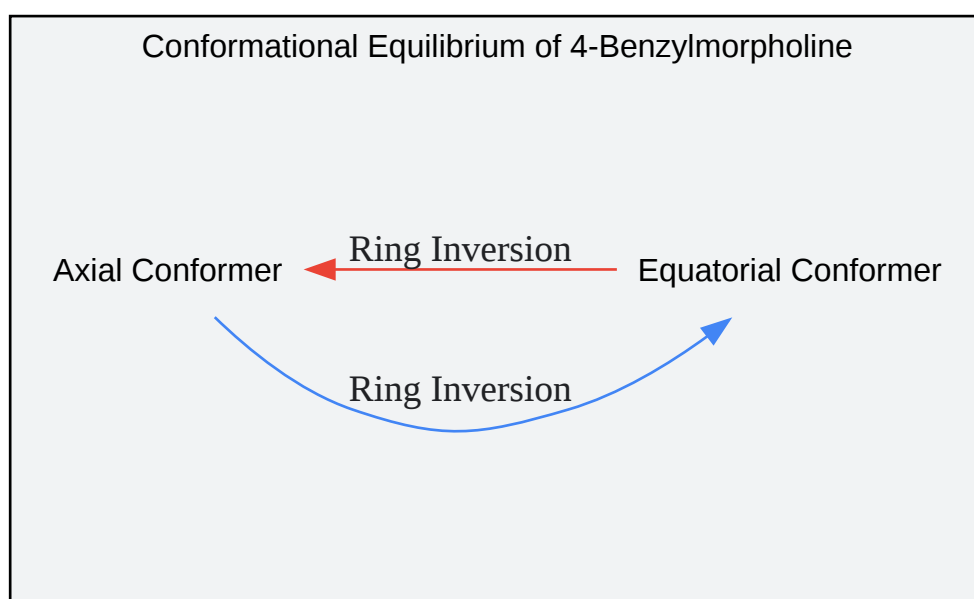 Conformational Equilibrium of 4-Benzylmorpholine
Ring Inversion
Axial Conformer
Equatorial Conformer
Ring Inversion